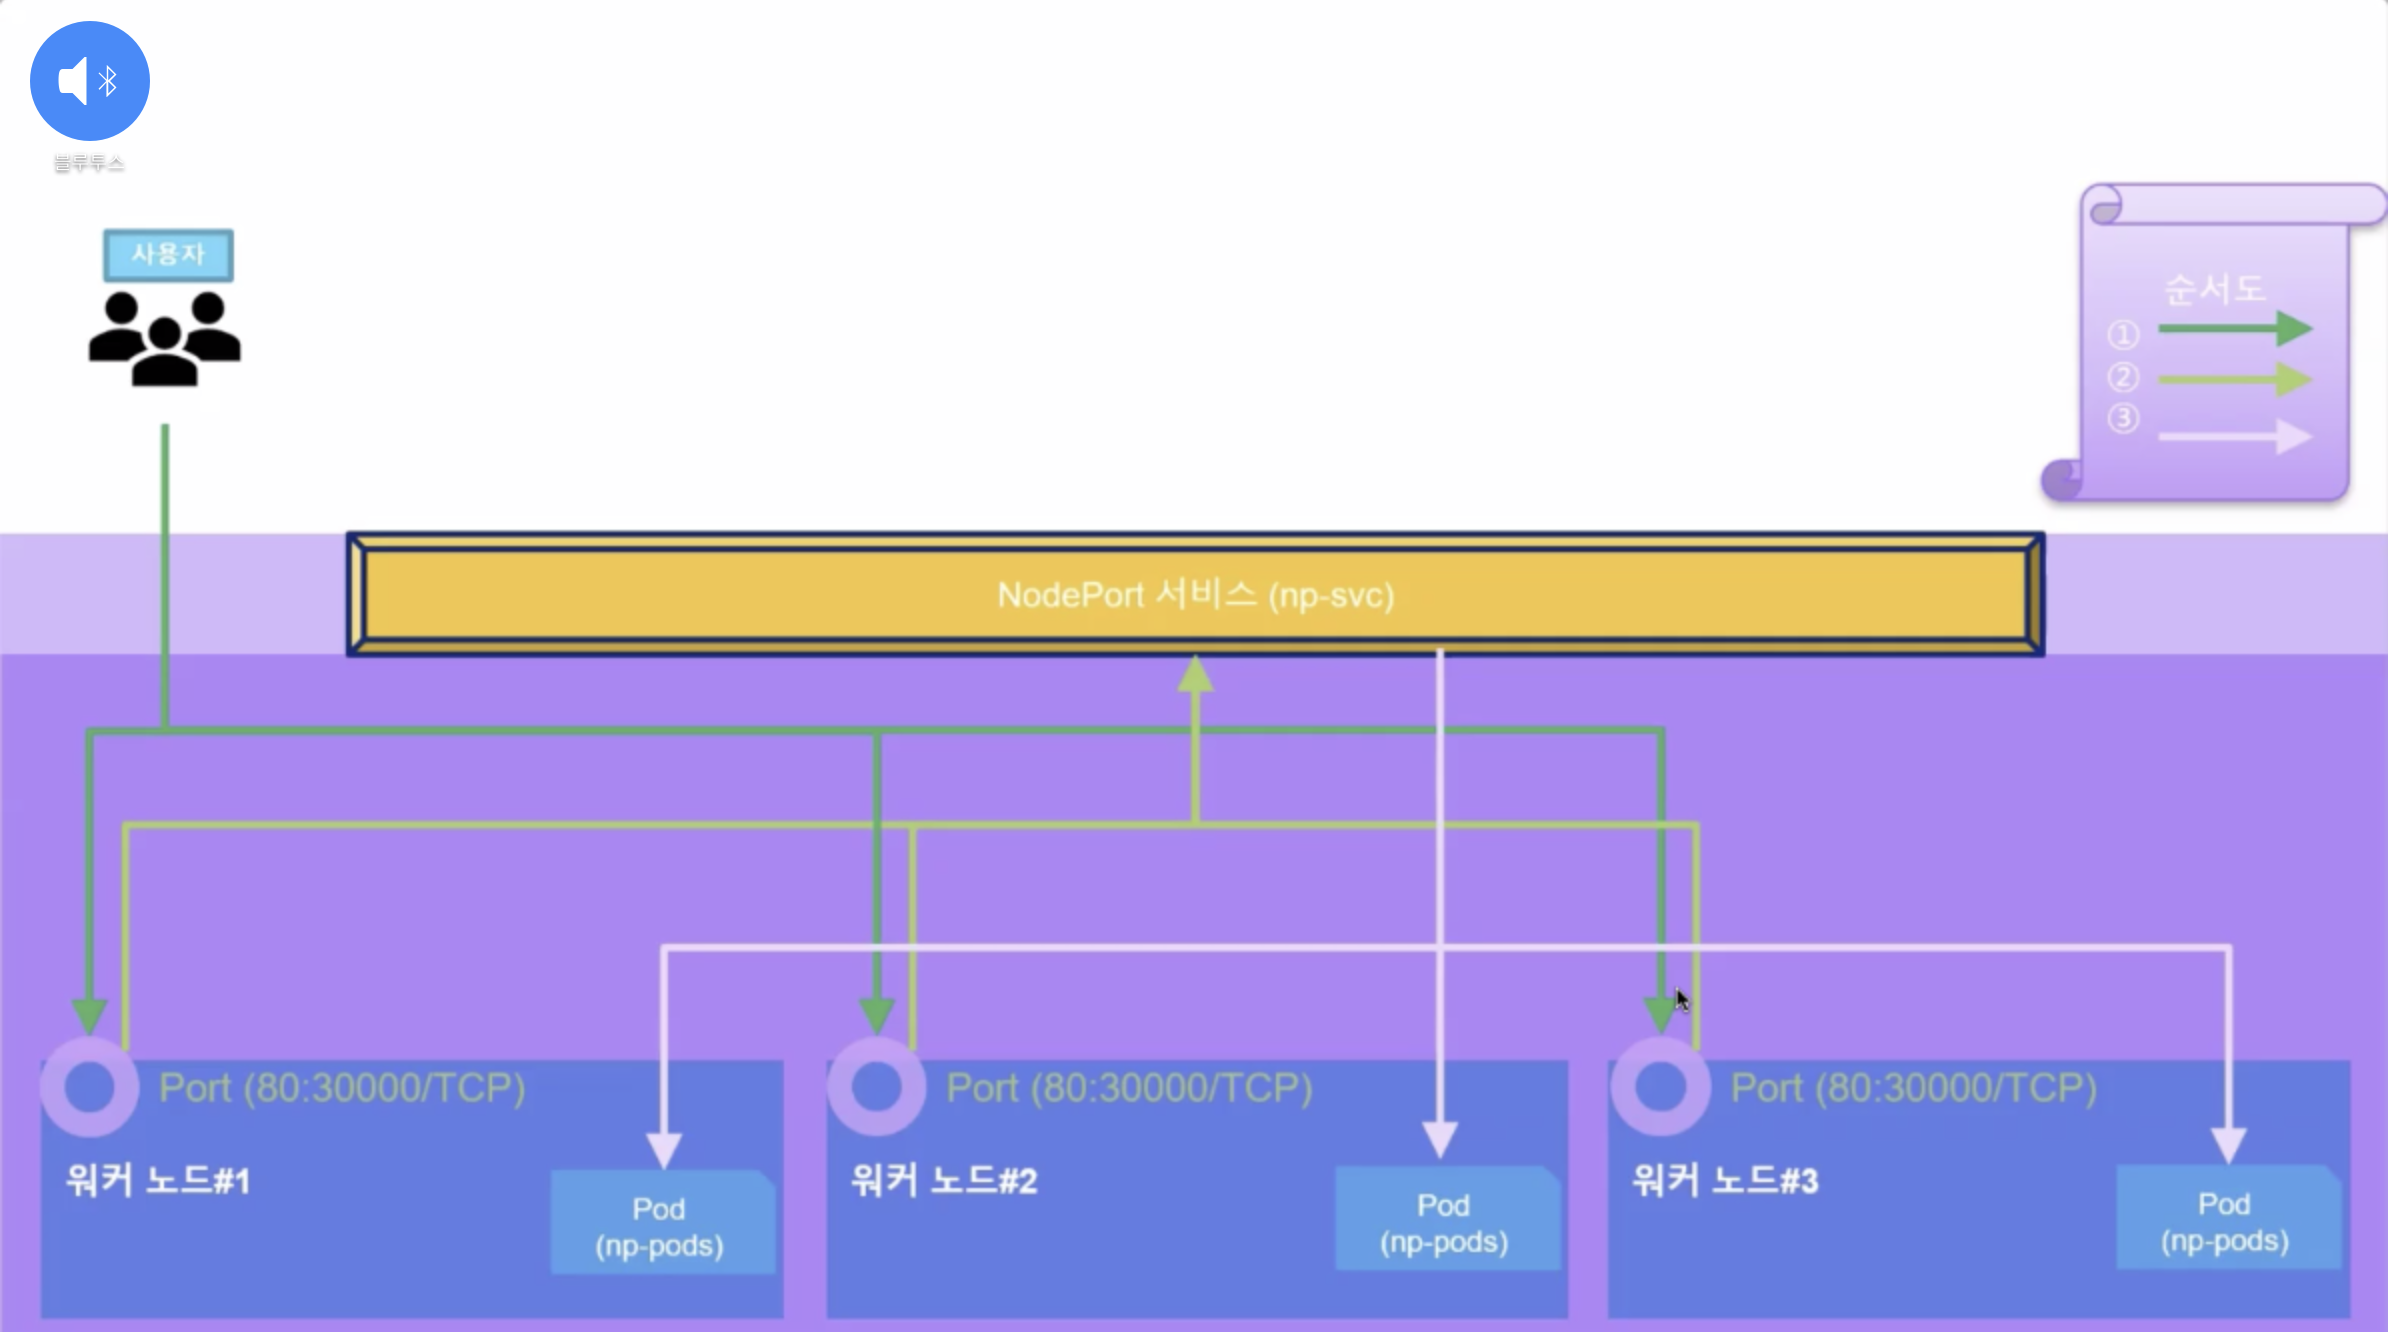 블루투스
사용자
순서도
①
②
③
NodePort 서비스 (np-svc)
Port (80:30000/TCP)
워커 노드#1
Pod
(np-pods)
Port (80:30000/TCP)
워커 노드#2
Pod
(np-pods)
Port (80:30000/TCP)
워커 노드#3
Pod
(np-pods)